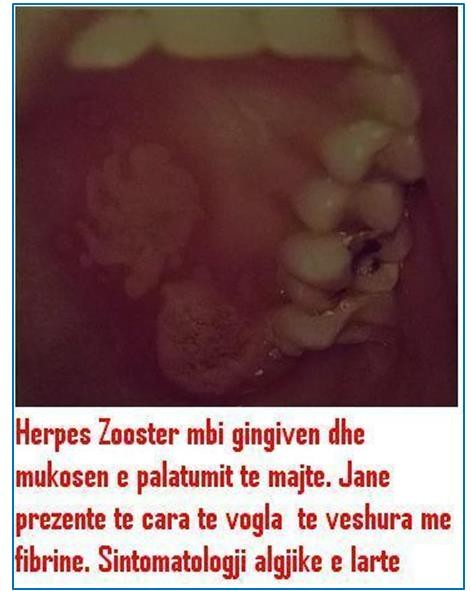 Herpes Zooster mbi gingiven dhe
mukosen e palatumit te majte. Jane
prezente te cara te vogla  te veshura me
fibrine. Sintomatologji algjike e larte